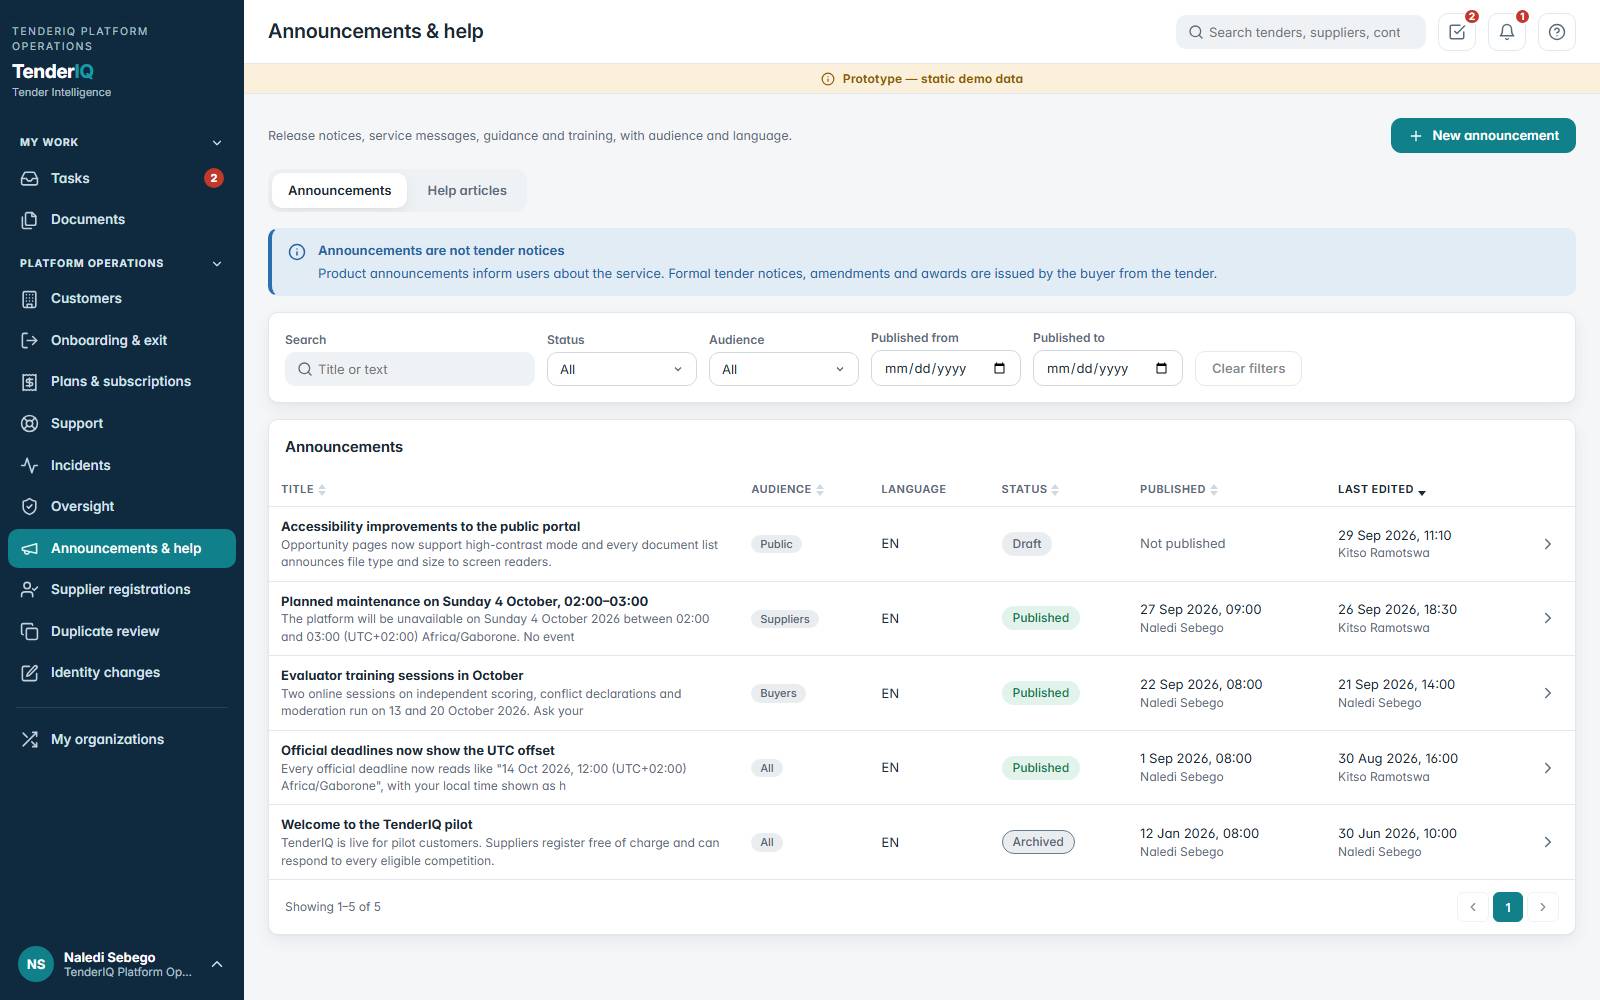 TENDERIQ PLATFORM
OPERATIONS
TenderIQ
Tender Intelligence
MY WORK
Tasks
2
Documents
PLATFORM OPERATIONS
Customers
Onboarding & exit
Plans & subscriptions
Support
Incidents
Oversight
Announcements & help
Supplier registrations
Duplicate review
Identity changes
My organizations
NS
Naledi Sebego
TenderIQ Platform Op...
Announcements & help
Search tenders, suppliers, cont
2
1
Prototype — static demo data
Release notices, service messages, guidance and training, with audience and language.
New announcement
Announcements
Help articles
Announcements are not tender notices
Product announcements inform users about the service. Formal tender notices, amendments and awards are issued by the buyer from the tender.
Search
Status
Audience
Published from
Published to
Title or text
All
All
mm/dd/yyyy
mm/dd/yyyy
Clear filters
Announcements
TITLE
AUDIENCE
LANGUAGE
STATUS
PUBLISHED
LAST EDITED
Accessibility improvements to the public portal
Opportunity pages now support high-contrast mode and every document list
announces file type and size to screen readers.
Public
EN
Draft
Not published
29 Sep 2026, 11:10
Kitso Ramotswa
Planned maintenance on Sunday 4 October, 02:00–03:00
The platform will be unavailable on Sunday 4 October 2026 between 02:00
and 03:00 (UTC+02:00) Africa/Gaborone. No event
Suppliers
EN
Published
27 Sep 2026, 09:00
Naledi Sebego
26 Sep 2026, 18:30
Kitso Ramotswa
Evaluator training sessions in October
Two online sessions on independent scoring, conflict declarations and
moderation run on 13 and 20 October 2026. Ask your
Buyers
EN
Published
22 Sep 2026, 08:00
Naledi Sebego
21 Sep 2026, 14:00
Naledi Sebego
Official deadlines now show the UTC offset
Every official deadline now reads like "14 Oct 2026, 12:00 (UTC+02:00)
Africa/Gaborone", with your local time shown as h
All
EN
Published
1 Sep 2026, 08:00
Naledi Sebego
30 Aug 2026, 16:00
Kitso Ramotswa
Welcome to the TenderIQ pilot
TenderIQ is live for pilot customers. Suppliers register free of charge and can
respond to every eligible competition.
All
EN
Archived
12 Jan 2026, 08:00
Naledi Sebego
30 Jun 2026, 10:00
Naledi Sebego
Showing 1–5 of 5
1